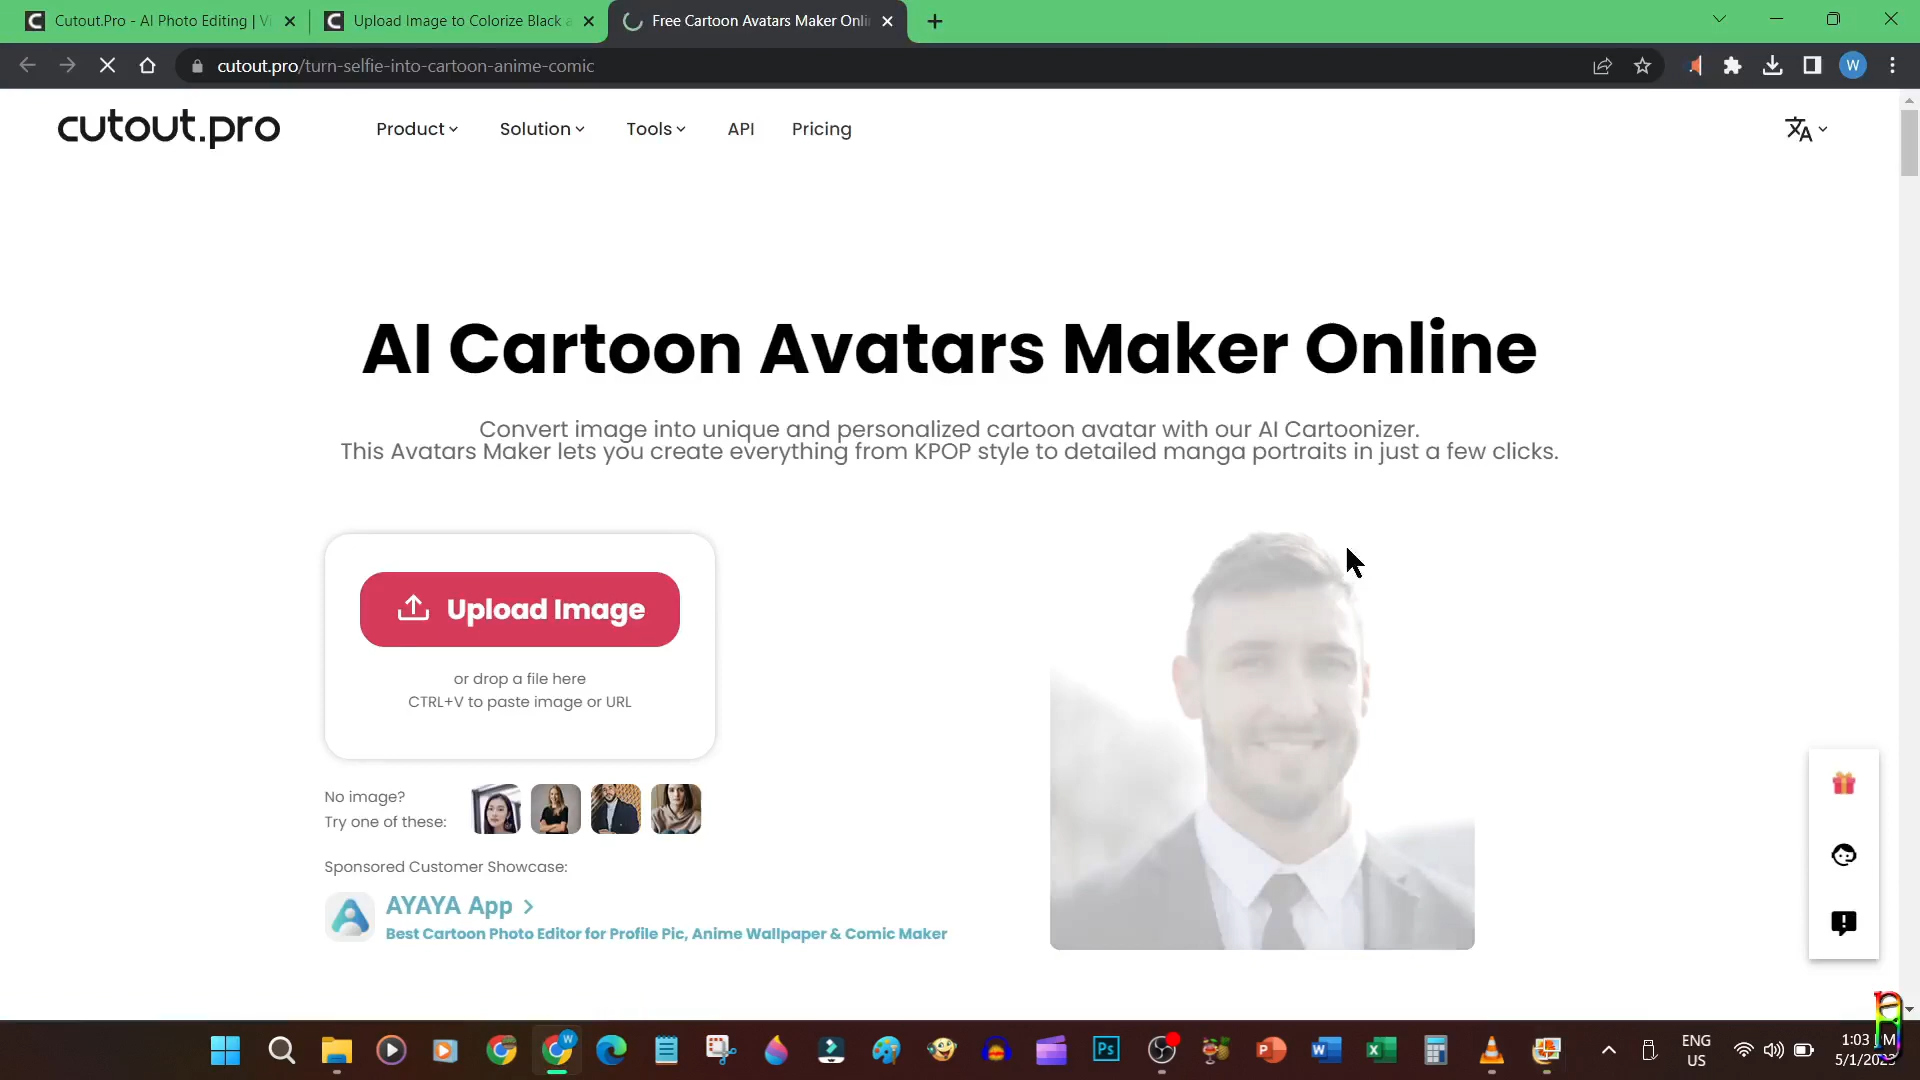 Cutout.Pro - AI Photo Editing | Vi
Upload Image to Colorize Black a
Free Cartoon Avatars Maker Onli
cutout.pro/turn-selfie-into-cartoon-anime-comic
W
cutout.pro
Product
Solution
Tools
API
Pricing
AI Cartoon Avatars Maker Online
Convert image into unique and personalized cartoon avatar with our AI Cartoonizer.
This Avatars Maker lets you create everything from KPOP style to detailed manga portraits in just a few clicks.
Upload Image
or drop a file here
CTRL+V to paste image or URL
No image?
Try one of these:
Sponsored Customer Showcase:
AYAYA App >
Best Cartoon Photo Editor for Profile Pic, Anime Wallpaper & Comic Maker
W
Ps
ENG
US
1:03
5/1/